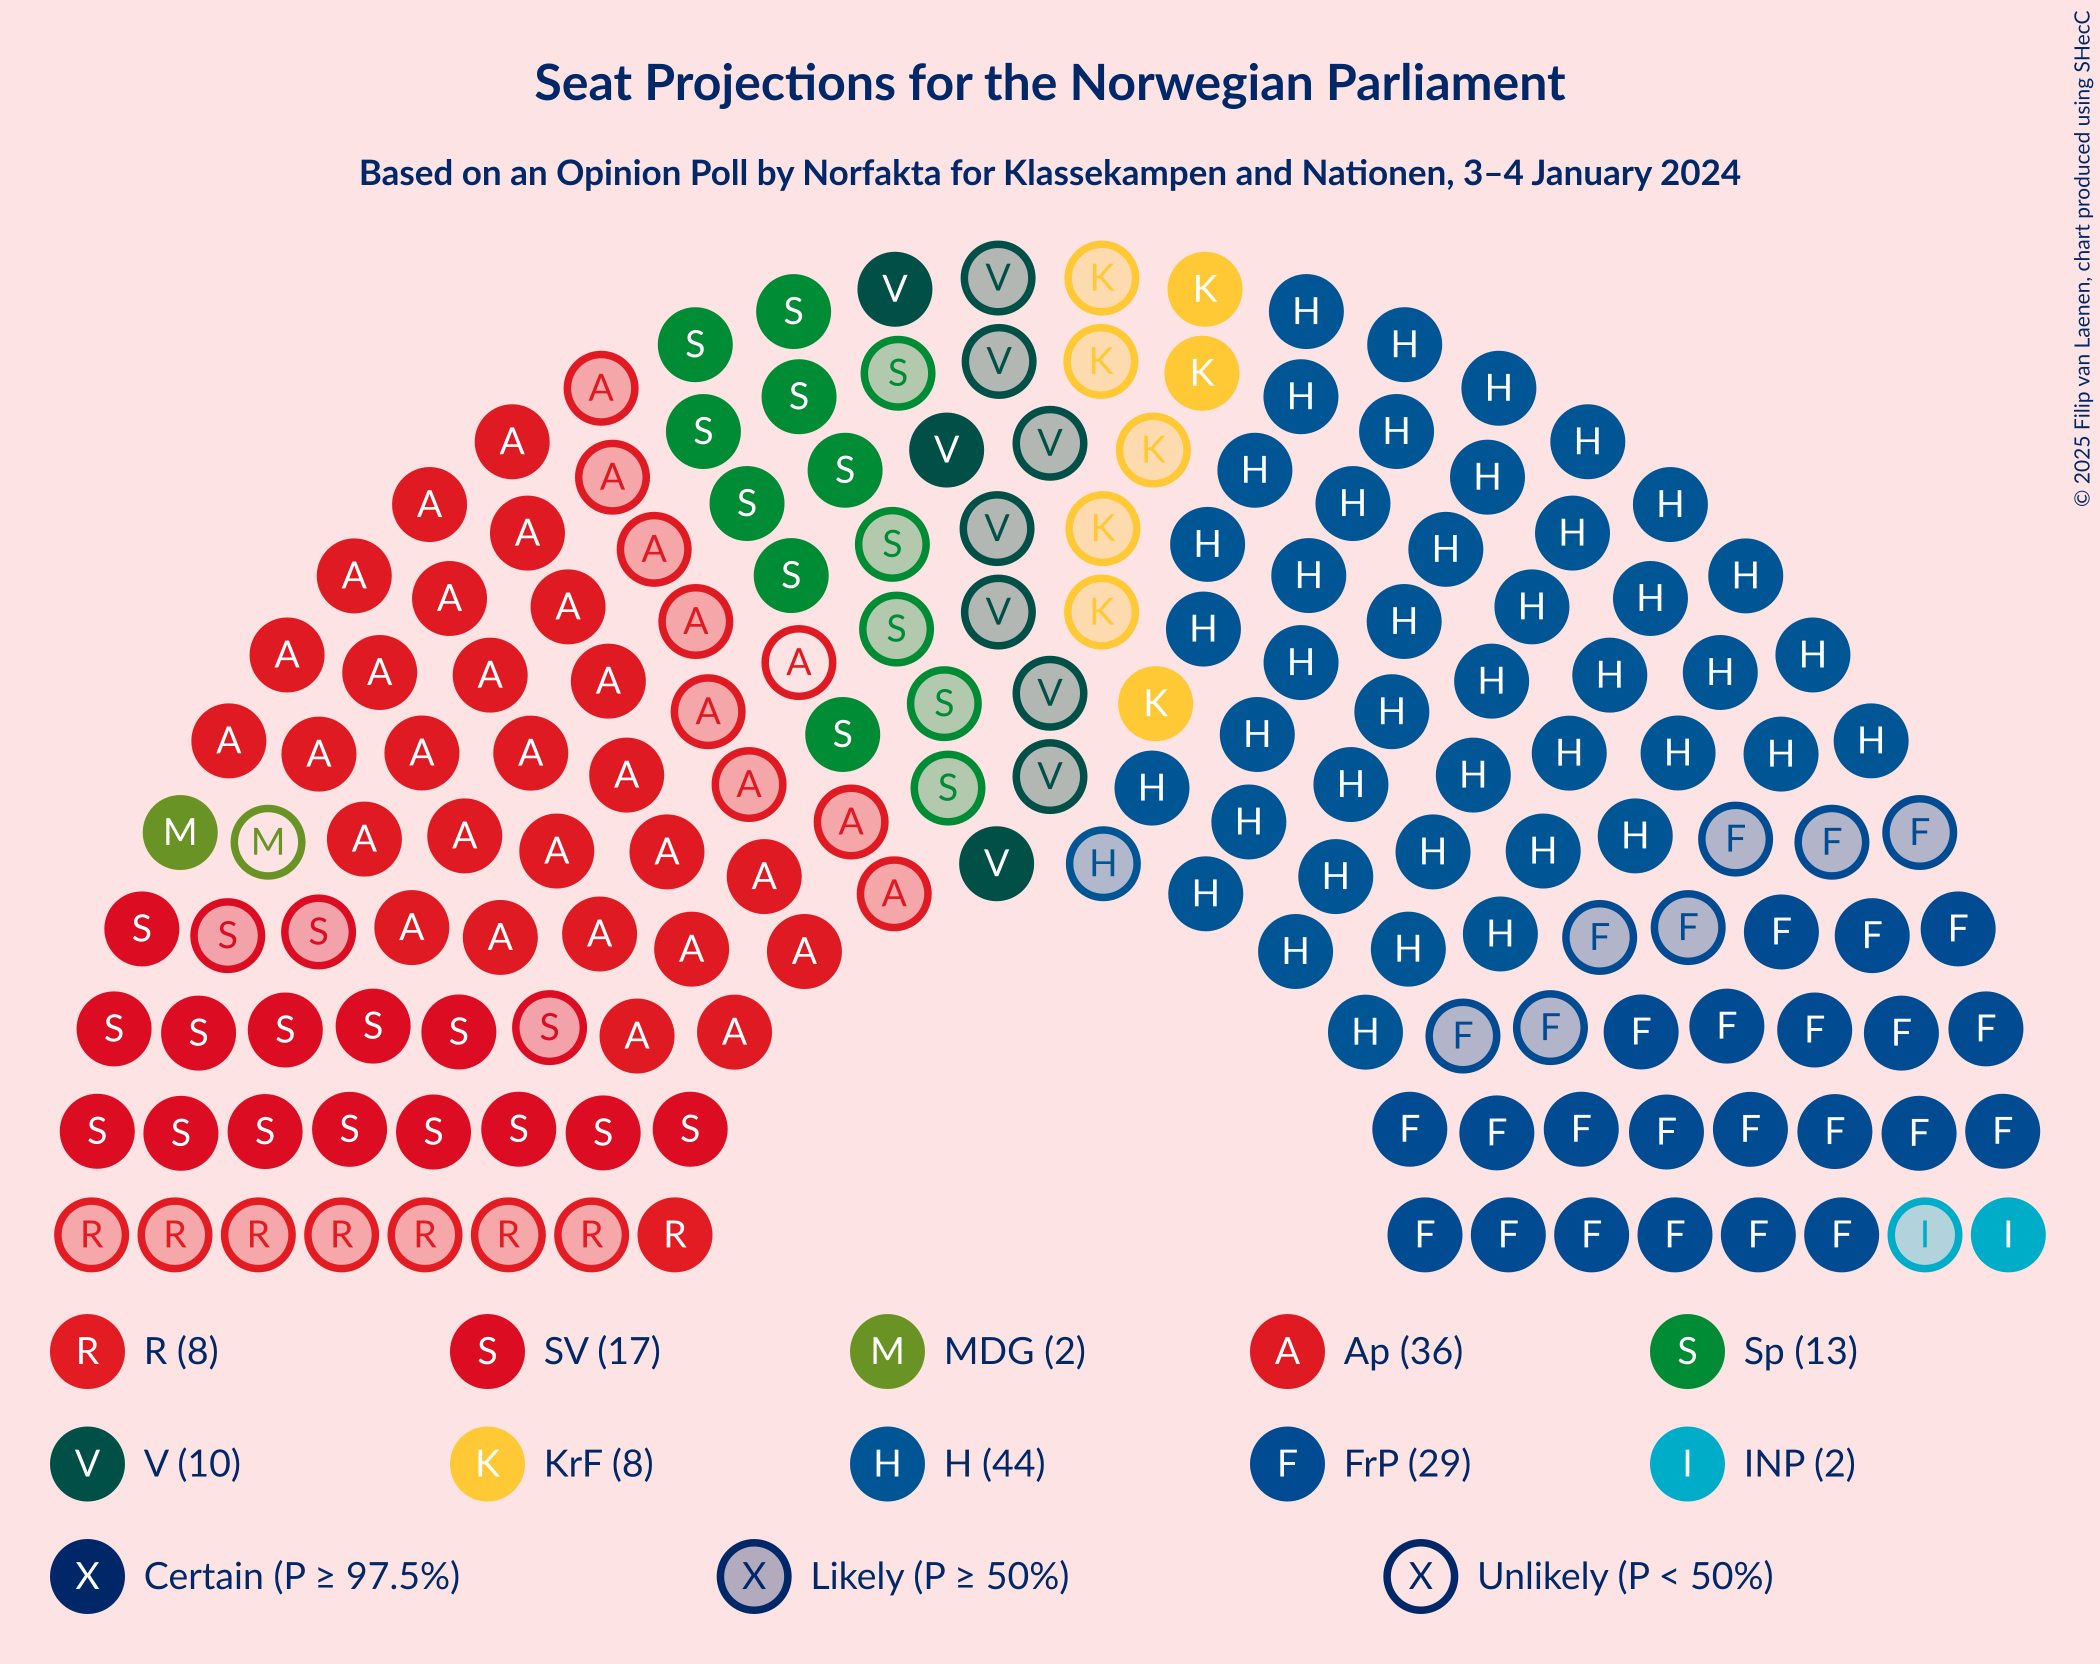 Seat Projections for the Norwegian Parliament
Based on an Opinion Poll by Norfakta for Klassekampen and Nationen, 3–4 January 2024
© 2025 Filip van Laenen, chart produced using SHecC
V V K K
S S H H
A S V K K H
A S S H H
A A S V V K H H H
A A S S H H H
A A S V K H H H
A A S H H H
A A A A S V K H H H H
A A A A A S V K H H H H H
A A A A S S V H H H H H
M M A A A A A A S V H H H H H H F F F
S S S A A A A A A V H H H H H H F F F F F
S S S S S S A A H F F F F F F F
S S S S S S S S F F F F F F F F
R R R R R R R R F F F F F F I I
R R (8) S SV (17) M MDG (2) A Ap (36) S Sp (13)
V V (10) K KrF (8) H H (44) F FrP (29) I INP (2)
X Certain (P ≥ 97.5%) X Likely (P ≥ 50%) X Unlikely (P < 50%)